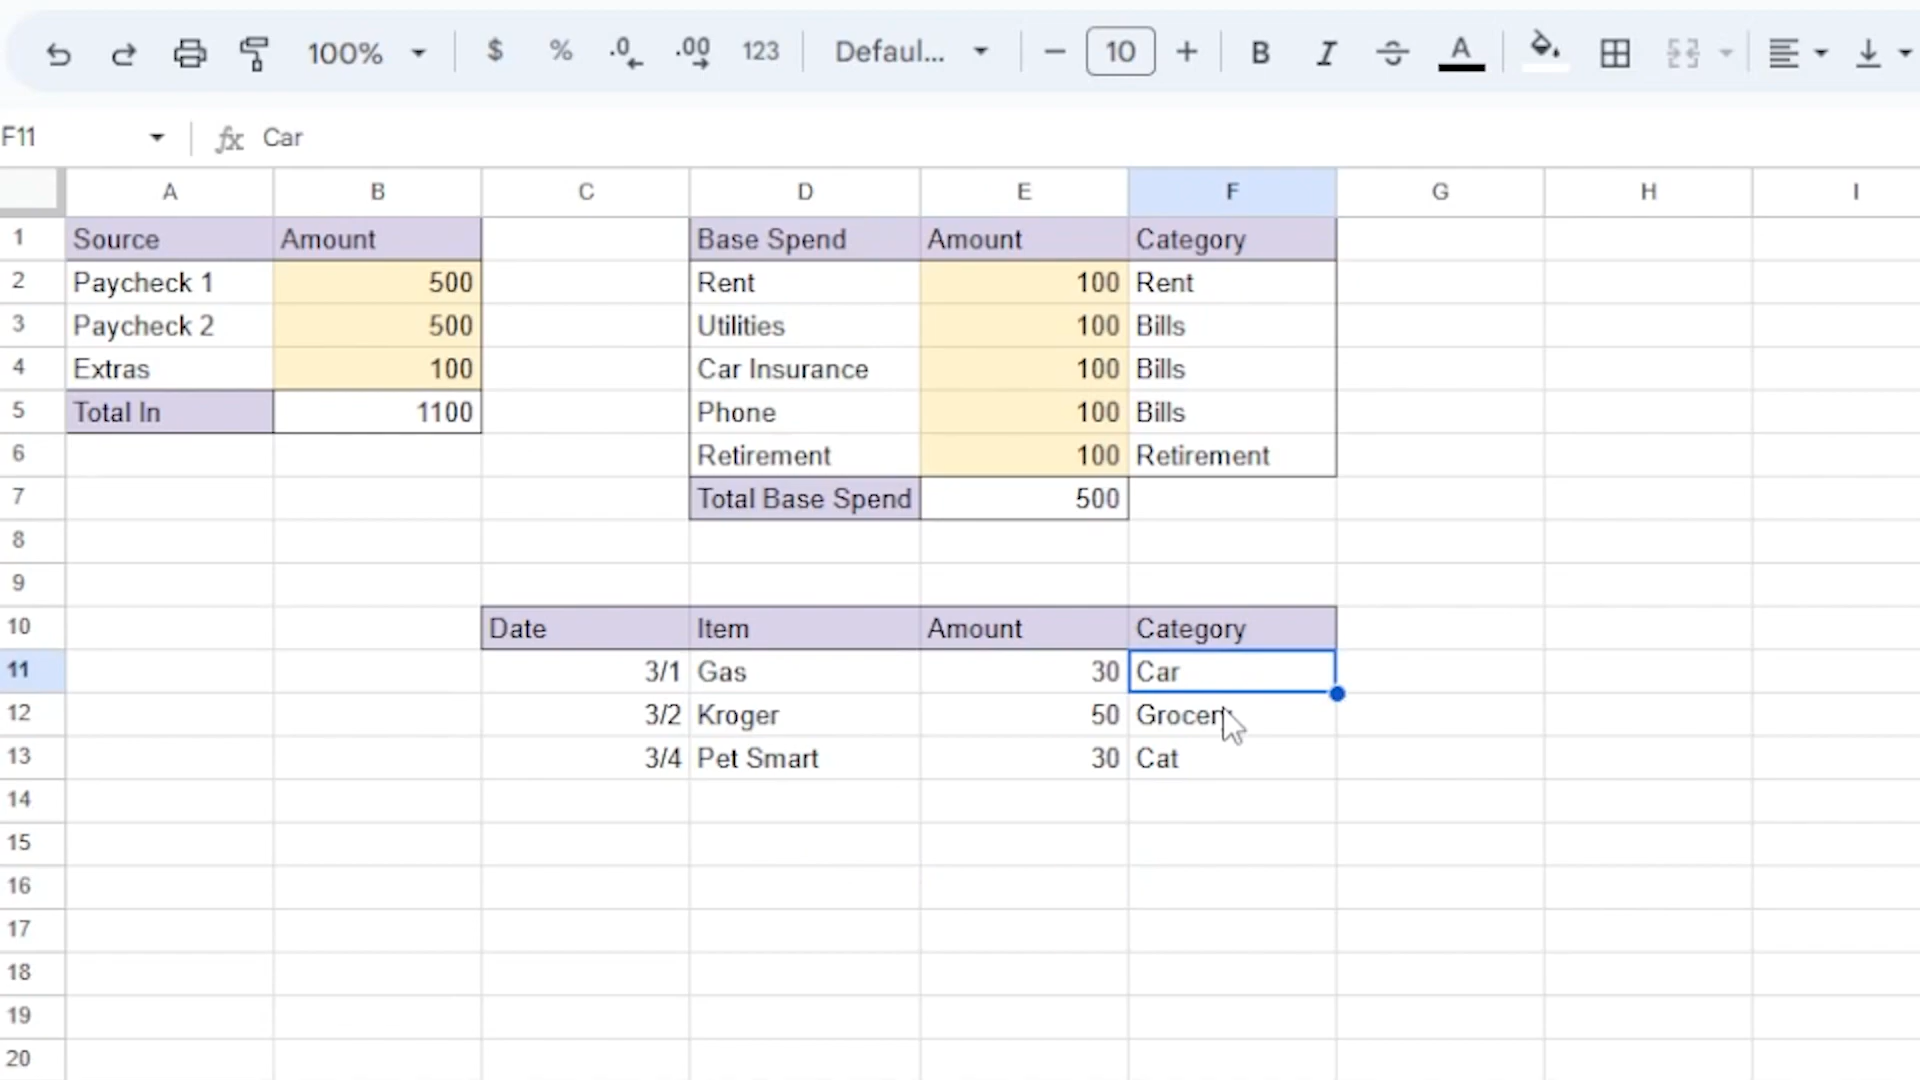 100% $ % .0 .00 123 Defaul... 10 B I A
F11 fx Car
A B C D E F G H I
1 Source Amount Base Spend Amount Category
2 Paycheck 1 500 Rent 100 Rent
3 Paycheck 2 500 Utilities 100 Bills
4 Extras 100 Car Insurance 100 Bills
5 Total In 1100 Phone 100 Bills
6 Retirement 100 Retirement
7 Total Base Spend 500
8
9
10 Date Item Amount Category
11 3/1 Gas 30 Car
12 3/2 Kroger 50 Grocery
13 3/4 Pet Smart 30 Cat
14
15
16
17
18
19
20